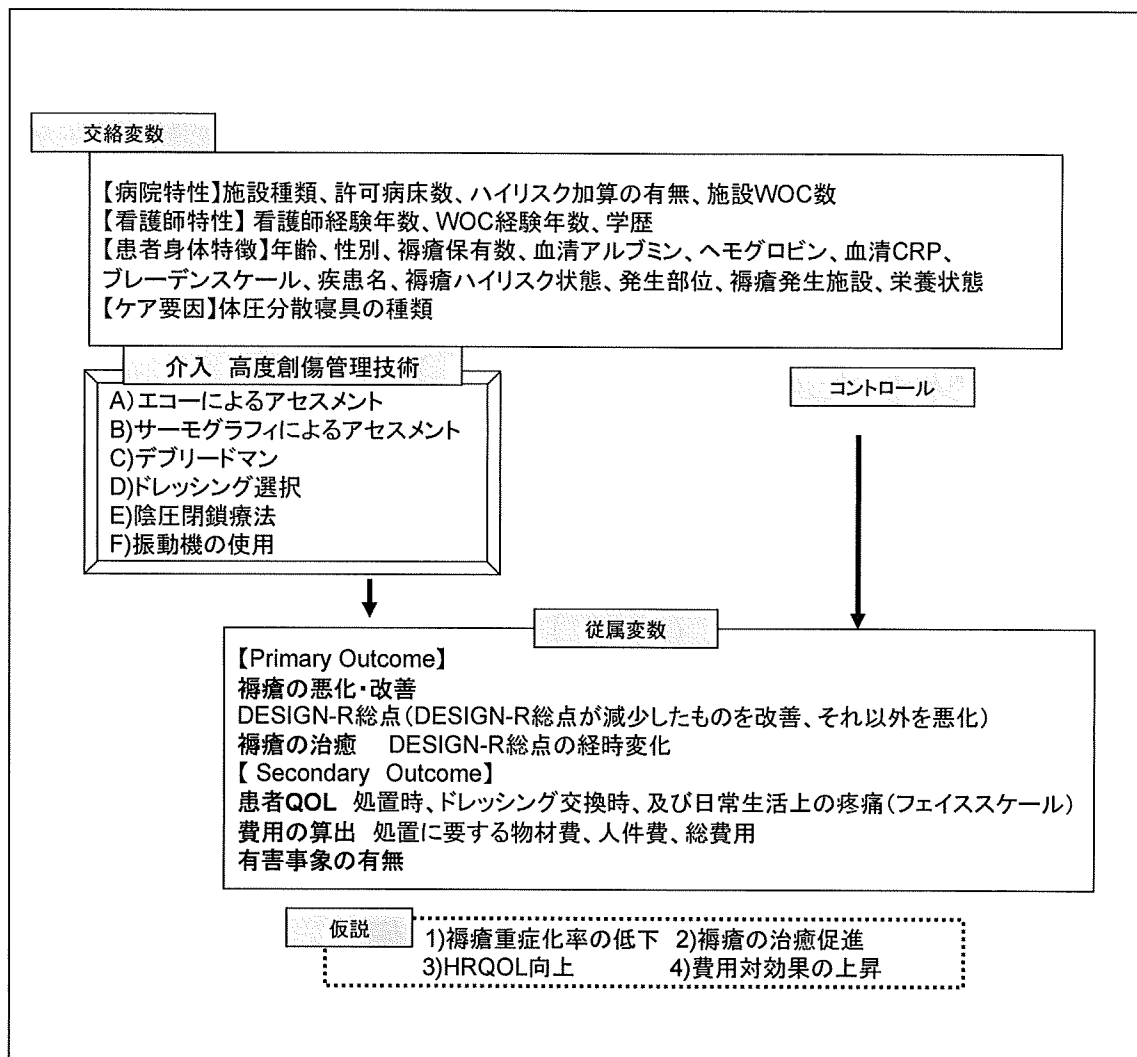 交絡変数
【病院特性】施設種類、許可病床数、ハイリスク加算の有無、施設WOC数
【看護師特性】 看護師経験年数、WOC経験年数、学歴
【患者身体特徴】年齢、性別、褥瘡保有数、血清アルブミン、ヘモグロビン、血清CRP、
ブレーデンスケール、疾患名、褥瘡ハイリスク状態、発生部位、褥瘡発生施設、栄養状態
【ケア要因】体圧分散寝具の種類
介入 高度創傷管理技術
A)エコーによるアセスメント
B)サーモグラフィによるアセスメント
C)デブリードマン
D)ドレッシング選択
E)陰圧閉鎖療法
F)振動機の使用
コントロール
従属変数
【Primary Outcome】
褥瘡の悪化・改善
DESIGN-R総点(DESIGN-R総点が減少したものを改善、それ以外を悪化)
褥瘡の治癒 DESIGN-R総点の経時変化
【 Secondary Outcome】
患者QOL 処置時、ドレッシング交換時、及び日常生活上の疼痛(フェイススケール)
費用の算出 処置に要する物材費、人件費、総費用
有害事象の有無
仮説
1)褥瘡重症化率の低下 2)褥瘡の治癒促進
3)HRQOL向上 4)費用対効果の上昇